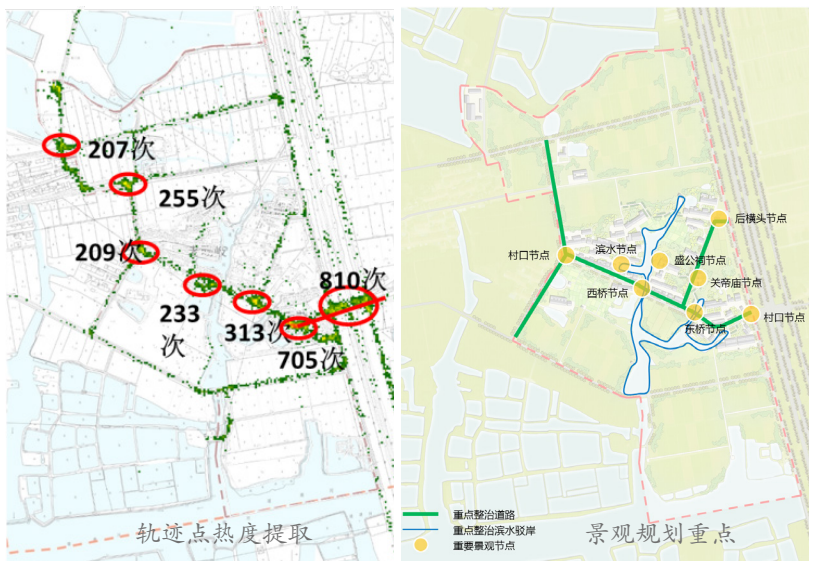 207次
255次
209次
233
次
313次
810次
705次
轨迹点热度提取
后横头节点
村口节点
滨水节点
盛公祠节点
关帝庙节点
西桥节点
东桥节点
村口节点
重点整治道路
重点整治滨水驳岸
重要景观节点
景观规划重点